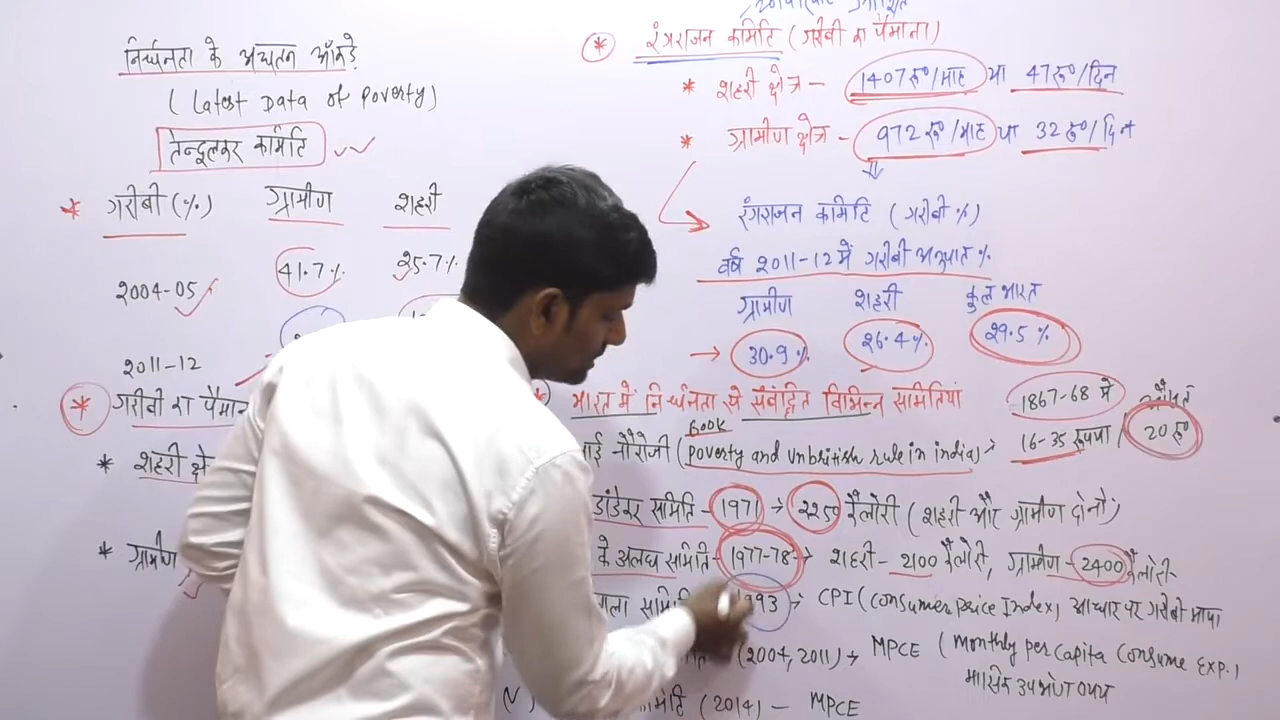 निर्धनता के अद्यतन आँकड़े
(Latest Data of Poverty)
तेन्दुलकर कमिटि
* गरीबी (%) ग्रामीण शहरी
2004-05 41.7% 25.7%
2011-12
* गरीबी का पैमाना
* शहरी क्षे
* ग्रामीण
* रंगराजन कमिटि (गरीबी का पैमाना)
* शहरी क्षेत्र - 1407 रू०/माह या 47 रू०/दिन
* ग्रामीण क्षेत्र - 972 रू०/माह या 32 रू०/दिन
रंगराजन कमिटि (गरीबी %)
वर्ष 2011-12 में गरीबी अनुपात %
ग्रामीण शहरी कुल भारत
30.9% 26.4% 29.5%
भारत में निर्धनता से संबंद्धित विभिन्न समितियां
1867-68 में औसत
Book
भाई नौरोजी (Poverty and Unbritish rule in india) → 16-35 रूपया / 20 रू०
डांडेकर समिति - 1971 → 2250 कैलोरी (शहरी और ग्रामीण दोनों)
के अलघ समिति - 1977-78 → शहरी - 2100 कैलोरी, ग्रामीण - 2400 कैलोरी
1993 → CPI (Consumer Price Index) आधार पर गरीबी मापा
(2004, 2011) → MPCE (Monthly per Capita Consume Exp.)
मासिक उपभोग व्यय
(V) कमिटि (2014) - MPCE